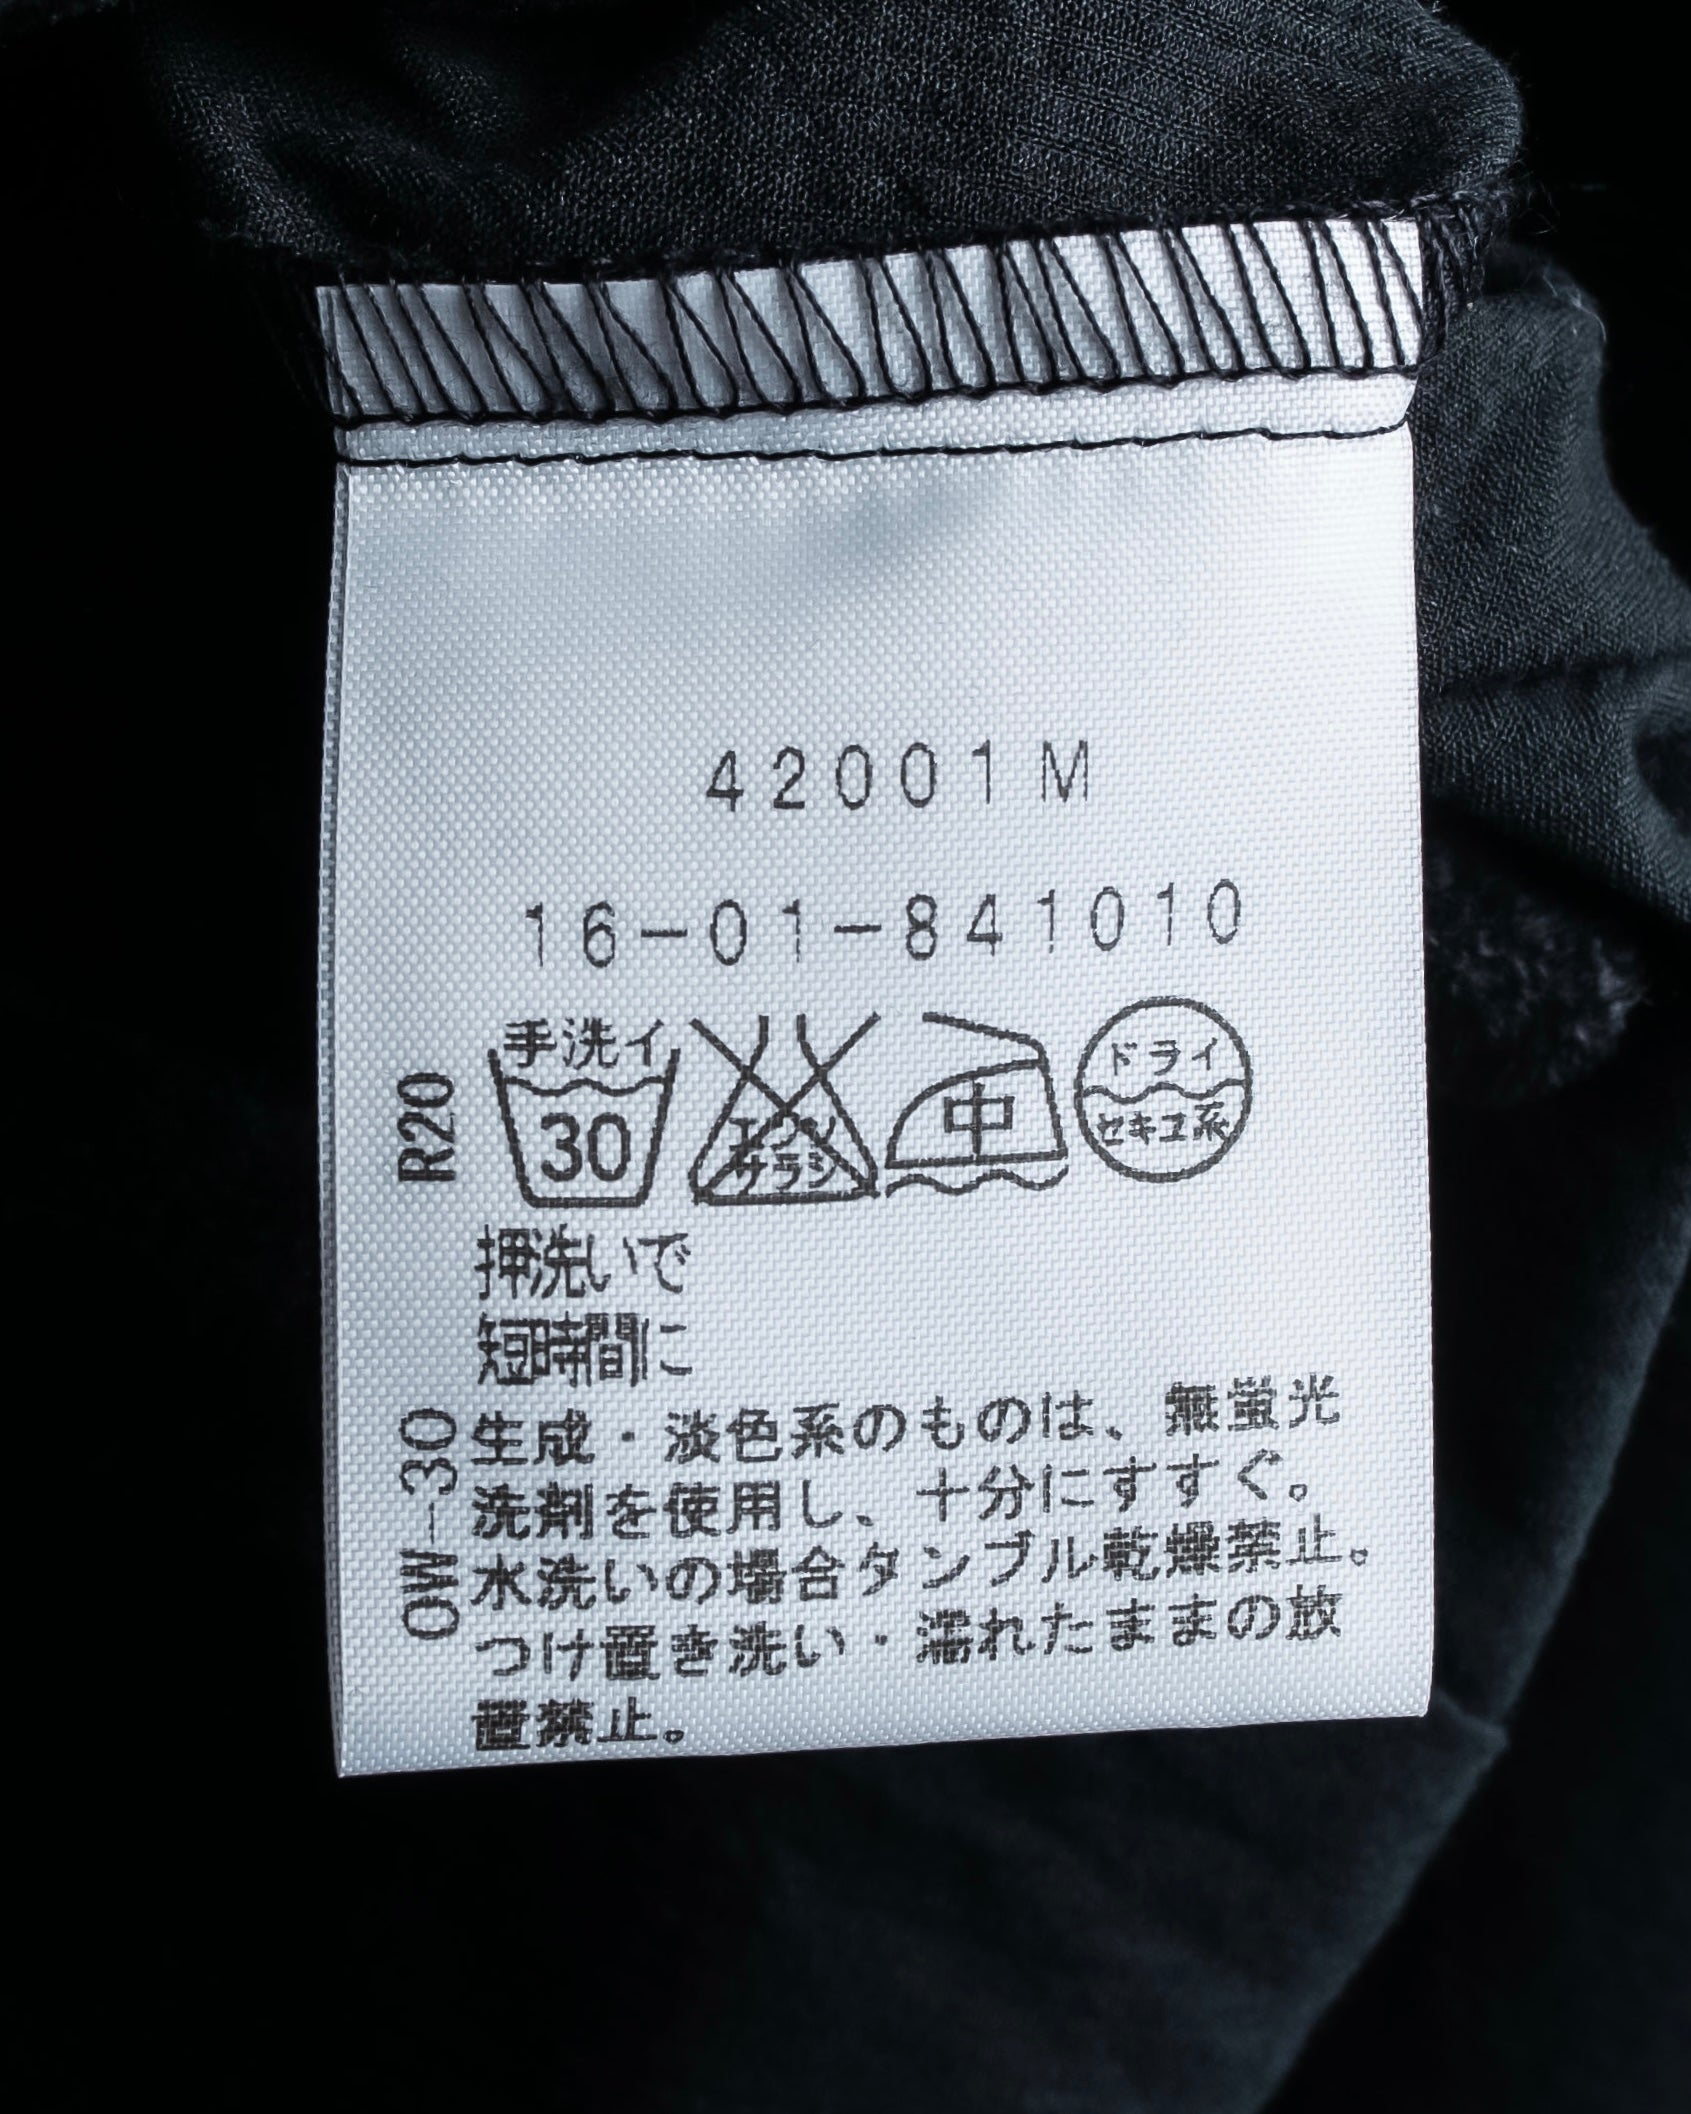 42001M
16-01-841010
手洗イ
30
エンソ
サラシ
中
ドライ
セキユ系
R20
押洗いで
短時間に
OW-30
生成・淡色系のものは、無蛍光
洗剤を使用し、十分にすすぐ。
水洗いの場合タンブル乾燥禁止。
つけ置き洗い・濡れたままの放
置禁止。